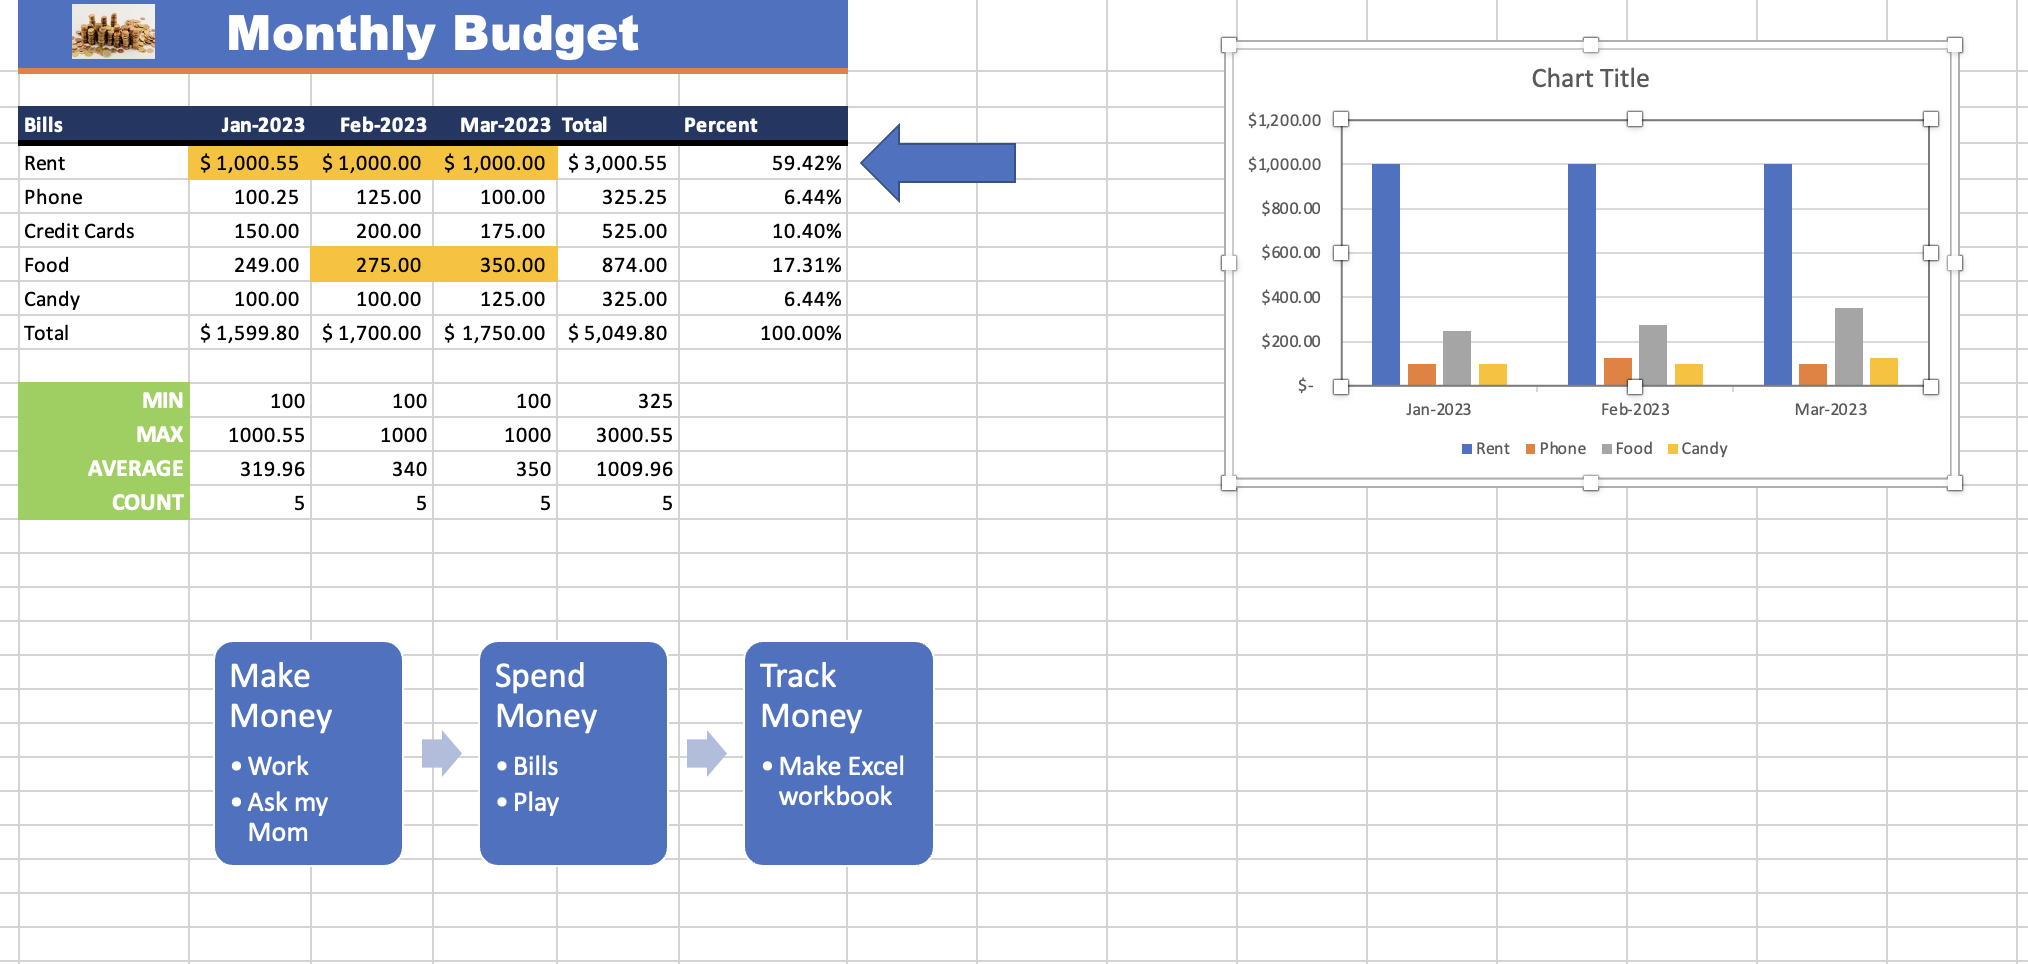 Monthly Budget
Bills Jan-2023 Feb-2023 Mar-2023 Total Percent
Rent $ 1,000.55 $ 1,000.00 $ 1,000.00 $ 3,000.55 59.42%
Phone 100.25 125.00 100.00 325.25 6.44%
Credit Cards 150.00 200.00 175.00 525.00 10.40%
Food 249.00 275.00 350.00 874.00 17.31%
Candy 100.00 100.00 125.00 325.00 6.44%
Total $ 1,599.80 $ 1,700.00 $ 1,750.00 $ 5,049.80 100.00%
MIN 100 100 100 325
MAX 1000.55 1000 1000 3000.55
AVERAGE 319.96 340 350 1009.96
COUNT 5 5 5 5
Chart Title
$1,200.00
$1,000.00
$800.00
$600.00
$400.00
$200.00
$-
Jan-2023 Feb-2023 Mar-2023
Rent Phone Food Candy
Make
Money
• Work
• Ask my
Mom
Spend
Money
• Bills
• Play
Track
Money
• Make Excel
workbook